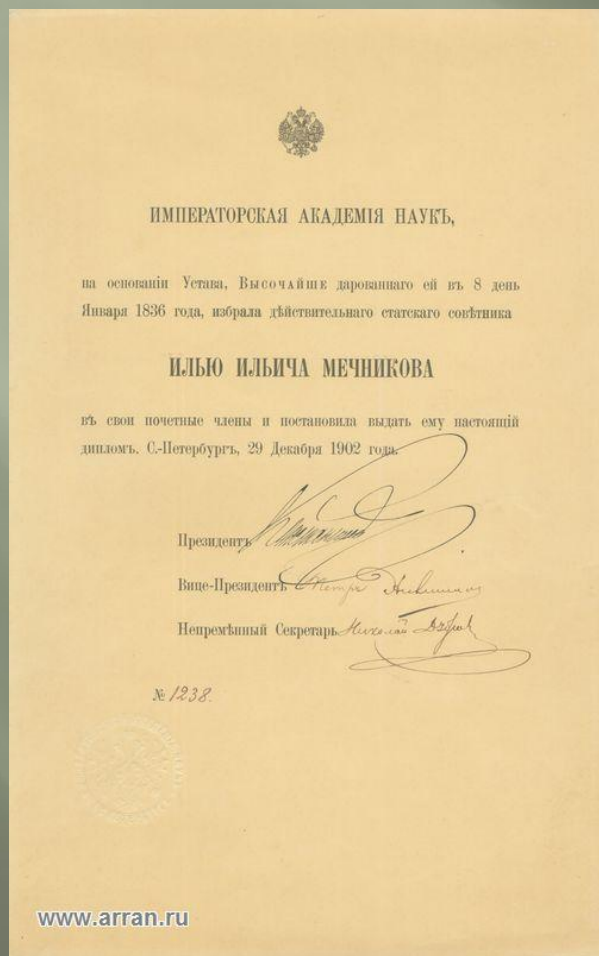 ИМПЕРАТОРСКАЯ АКАДЕМІЯ НАУКЪ,
на основаніи Устава, Высочайше дарованнаго ей въ 8 день
Января 1836 года, избрала дѣйствительнаго статскаго совѣтника
ИЛЬЮ ИЛЬИЧА МЕЧНИКОВА
въ свои почетные члены и постановила выдать ему настоящій
дипломъ. С.-Петербургъ, 29 Декабря 1902 года.
Президентъ
Вице-Президентъ Петръ
Непремѣнный Секретарь Николай
№ 1238.
www.arran.ru